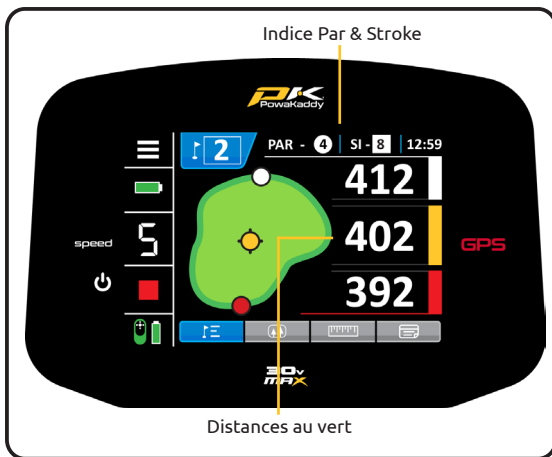 Indice Par & Stroke
PK
PowaKaddy
2 PAR - 4 SI - 8 12:59
412
speed 5 402 GPS
392
30v
MAX
Distances au vert